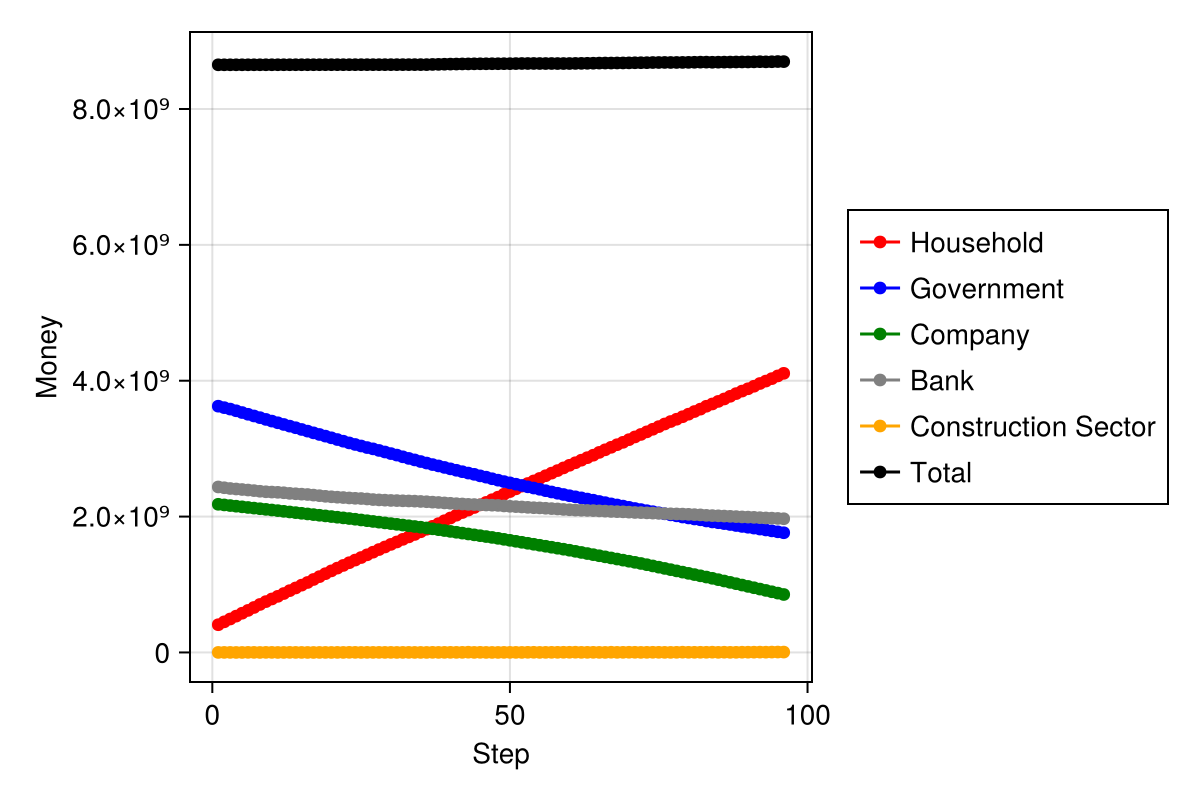 8.0×10⁹
6.0×10⁹
4.0×10⁹
2.0×10⁹
0
Money
0 50 100
Step
Household
Government
Company
Bank
Construction Sector
Total